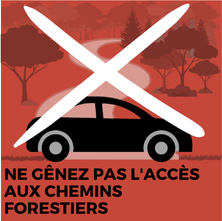 NE GÊNEZ PAS L'ACCÈS
AUX CHEMINS
FORESTIERS